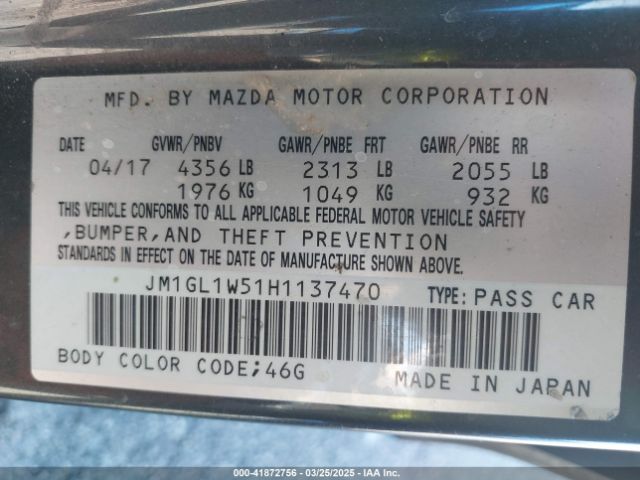 MFD. BY MAZDA MOTOR CORPORATION
DATE GVWR/PNBV GAWR/PNBE FRT GAWR/PNBE RR
04/17 4356 LB 2313 LB 2055 LB
1976 KG 1049 KG 932 KG
THIS VEHICLE CONFORMS TO ALL APPLICABLE FEDERAL MOTOR VEHICLE SAFETY
,BUMPER,AND THEFT PREVENTION
STANDARDS IN EFFECT ON THE DATE OF MANUFACTURE SHOWN ABOVE.
JM1GL1W51H1137470 TYPE:PASS CAR
BODY COLOR CODE;46G MADE IN JAPAN
000-41872756 — 03/25/2025 — IAA Inc.